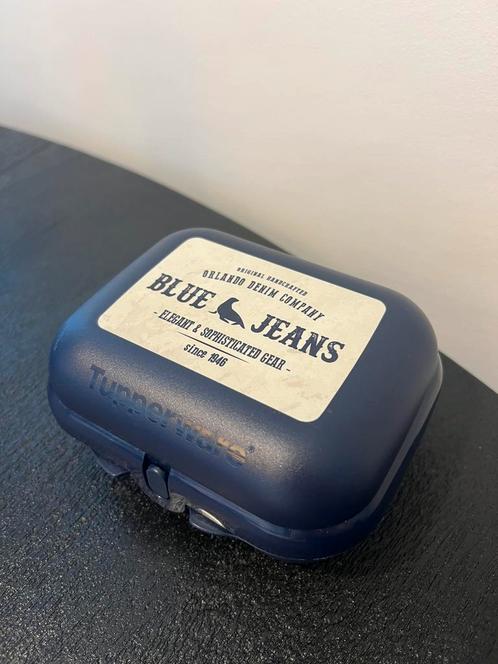 ORIGINAL HANDCRAFTED
ORLANDO DENIM COMPANY
BLUE JEANS
- ELEGANT & SOPHISTICATED GEAR -
since 1946
Tupperware®